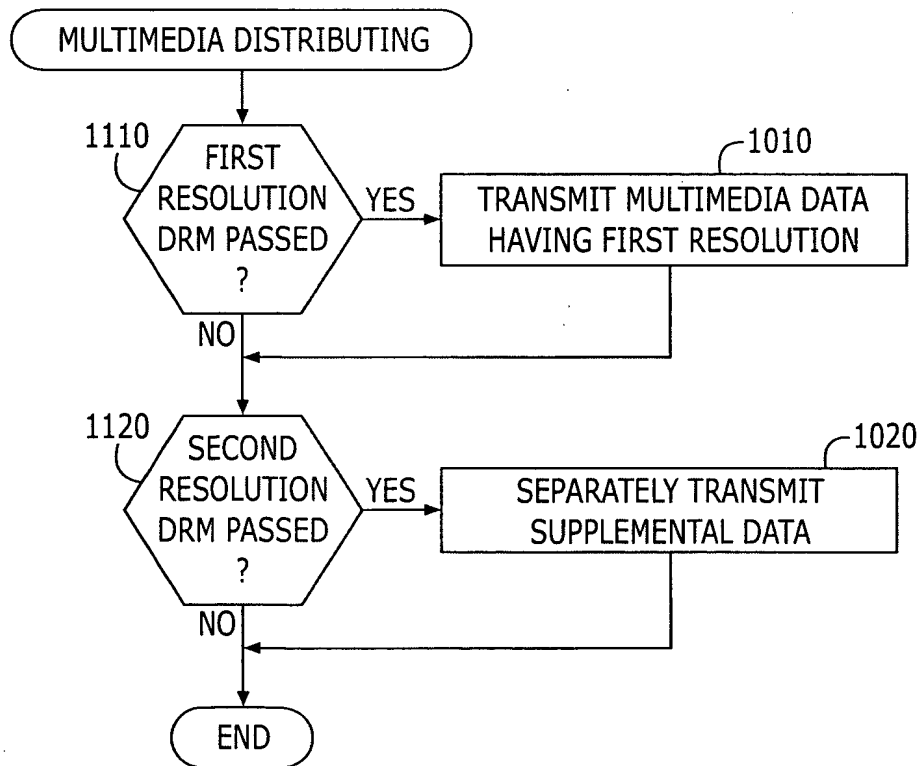 MULTIMEDIA DISTRIBUTING
1110
FIRST
RESOLUTION
DRM PASSED
?
YES
1010
TRANSMIT MULTIMEDIA DATA
HAVING FIRST RESOLUTION
NO
1120
SECOND
RESOLUTION
DRM PASSED
?
YES
1020
SEPARATELY TRANSMIT
SUPPLEMENTAL DATA
NO
END